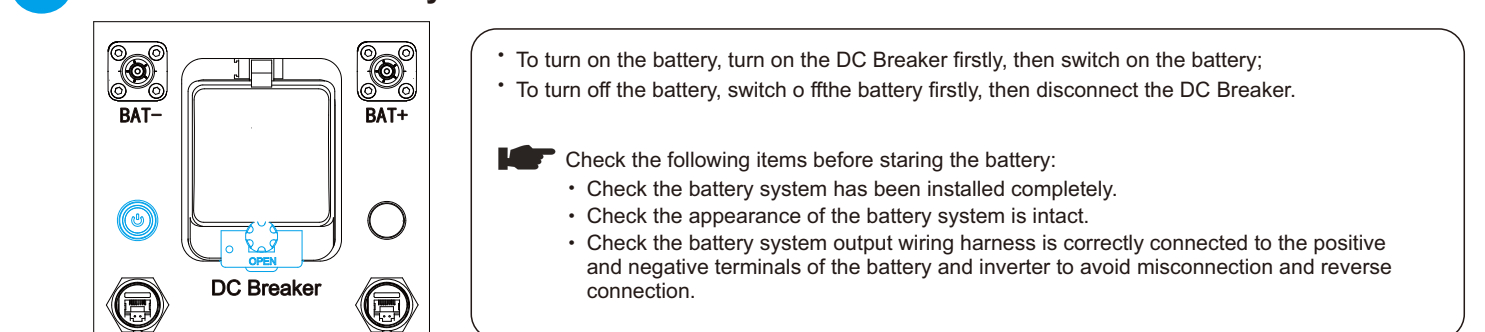 BAT-
BAT+
OPEN
DC Breaker
· To turn on the battery, turn on the DC Breaker firstly, then switch on the battery;
· To turn off the battery, switch o ffthe battery firstly, then disconnect the DC Breaker.
Check the following items before staring the battery:
· Check the battery system has been installed completely.
· Check the appearance of the battery system is intact.
· Check the battery system output wiring harness is correctly connected to the positive
and negative terminals of the battery and inverter to avoid misconnection and reverse
connection.